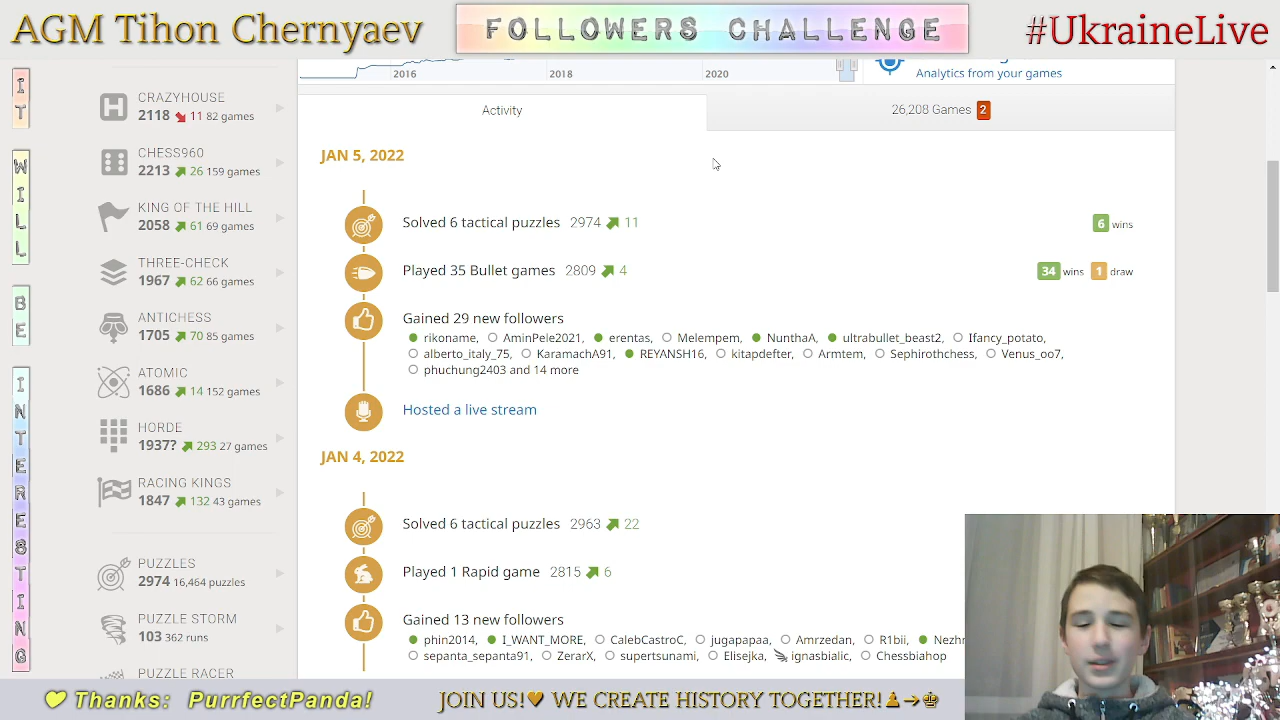 AGM Tihon Chernyaev
FOLLOWERS CHALLENGE
#UkraineLive
IT
WILL
BE
INTERESTING
CRAZYHOUSE
2118 11 82 games
CHESS960
2213 26 159 games
KING OF THE HILL
2058 61 69 games
THREE-CHECK
1967 62 66 games
ANTICHESS
1705 70 85 games
ATOMIC
1686 14 152 games
HORDE
1937? 293 27 games
RACING KINGS
1847 132 43 games
PUZZLES
2974 16,464 puzzles
PUZZLE STORM
103 362 runs
PUZZLE RACER
2016 2018 2020
Analytics from your games
Activity
26,208 Games 2
JAN 5, 2022
Solved 6 tactical puzzles 2974 11
6 wins
Played 35 Bullet games 2809 4
34 wins 1 draw
Gained 29 new followers
rikoname, AminPele2021, erentas, Melempem, NunthaA, ultrabullet_beast2, Ifancy_potato,
alberto_italy_75, KaramachA91, REYANSH16, kitapdefter, Armtem, Sephirothchess, Venus_oo7,
phuchung2403 and 14 more
Hosted a live stream
JAN 4, 2022
Solved 6 tactical puzzles 2963 22
Played 1 Rapid game 2815 6
Gained 13 new followers
phin2014, I_WANT_MORE, CalebCastroC, jugapapaa, Amrzedan, R1bii, Nezhr
sepanta_sepanta91, ZerarX, supertsunami, Elisejka, ignasbialic, Chessbiahop
Thanks: PurrfectPanda!
JOIN US! WE CREATE HISTORY TOGETHER!